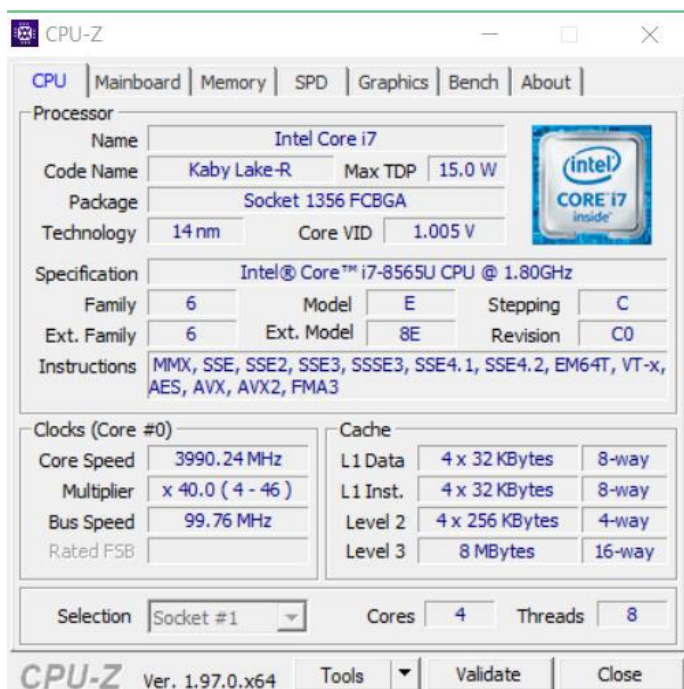 CPU-Z
CPU Mainboard Memory SPD Graphics Bench About
Processor
Name Intel Core i7
Code Name Kaby Lake-R Max TDP 15.0 W
Package Socket 1356 FCBGA
Technology 14 nm Core VID 1.005 V
intel
CORE i7
inside
Specification Intel® Core™ i7-8565U CPU @ 1.80GHz
Family 6 Model E Stepping C
Ext. Family 6 Ext. Model 8E Revision C0
Instructions MMX, SSE, SSE2, SSE3, SSSE3, SSE4.1, SSE4.2, EM64T, VT-x,
AES, AVX, AVX2, FMA3
Clocks (Core #0)
Core Speed 3990.24 MHz
Multiplier x 40.0 ( 4 - 46 )
Bus Speed 99.76 MHz
Rated FSB
Cache
L1 Data 4 x 32 KBytes 8-way
L1 Inst. 4 x 32 KBytes 8-way
Level 2 4 x 256 KBytes 4-way
Level 3 8 MBytes 16-way
Selection Socket #1 Cores 4 Threads 8
CPU-Z Ver. 1.97.0.x64 Tools Validate Close